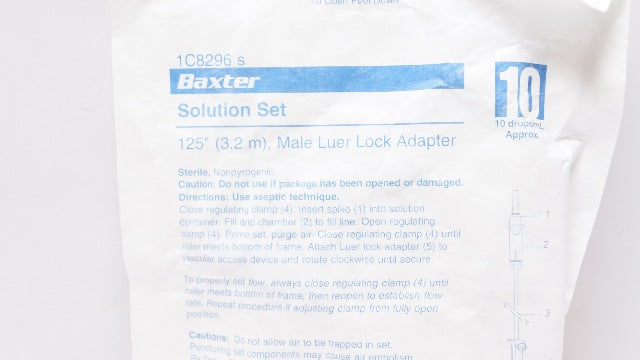 To Open Peel Down
1C8296 s
Baxter
Solution Set
125" (3.2 m), Male Luer Lock Adapter
10
10 drops/mL
Approx.
Sterile. Nonpyrogenic
Caution: Do not use if package has been opened or damaged.
Directions: Use aseptic technique.
Close regulating clamp (4). Insert spike (1) into solution
container. Fill drip chamber (2) to fill line. Open regulating
clamp (4). Prime set, purge air. Close regulating clamp (4) until
roller meets bottom of frame. Attach Luer lock adapter (5) to
vascular access device and rotate clockwise until secure.
To properly set flow, always close regulating clamp (4) until
roller meets bottom of frame, then reopen to establish flow
rate. Repeat procedure if adjusting clamp from fully open
position.
Cautions: Do not allow air to be trapped in set.
Puncturing set components may cause air embolism
1
2
3